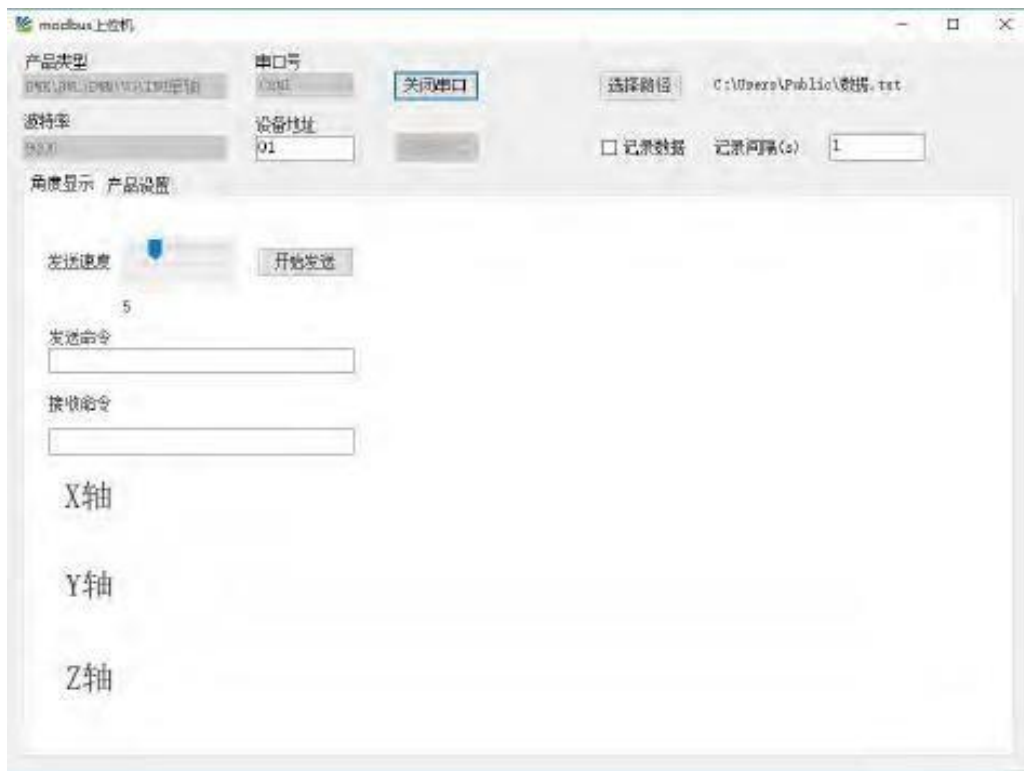 modbus上位机
产品类型
串口号
关闭串口
选择路径
C:\Users\Public\数据.txt
波特率
9600
设备地址
01
记录数据
记录间隔(s)
1
角度显示
产品设置
发送速度
开始发送
5
发送命令
接收命令
X轴
Y轴
Z轴